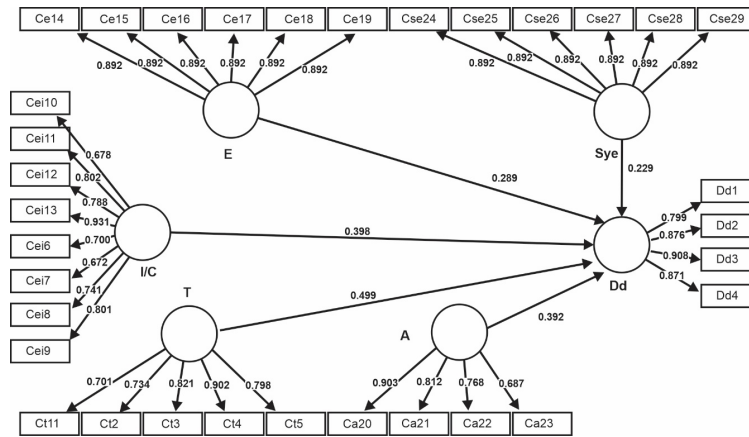 Ce14 Ce15 Ce16 Ce17 Ce18 Ce19 Cse24 Cse25 Cse26 Cse27 Cse28 Cse29
0.892 0.892 0.892 0.892 0.892 0.892 0.892 0.892 0.892 0.892 0.892 0.892
E
Sye
0.289
0.229
Cei10
Cei11
Cei12
Cei13
Cei6
Cei7
Cei8
Cei9
0.678
0.802
0.788
0.931
0.700
0.672
0.741
0.801
I/C
0.398
Dd
0.799
0.876
0.908
0.871
Dd1
Dd2
Dd3
Dd4
T
0.499
A
0.392
0.701 0.734 0.821 0.902 0.798
0.903 0.812 0.768 0.687
Ct11 Ct2 Ct3 Ct4 Ct5 Ca20 Ca21 Ca22 Ca23